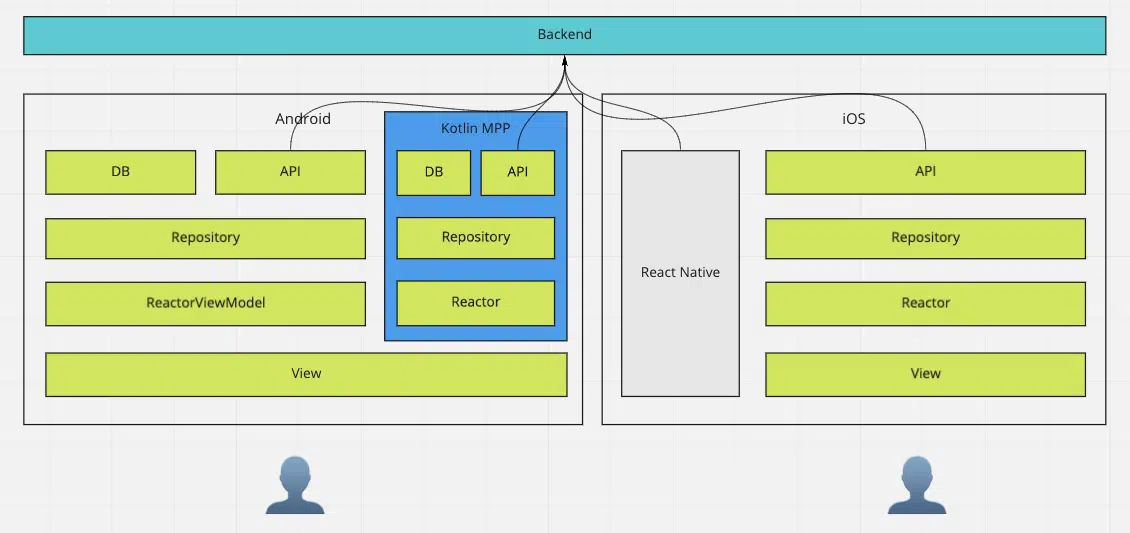 Backend
Android
Kotlin MPP
DB
API
DB
API
Repository
Repository
ReactorViewModel
Reactor
View
iOS
React Native
API
Repository
Reactor
View